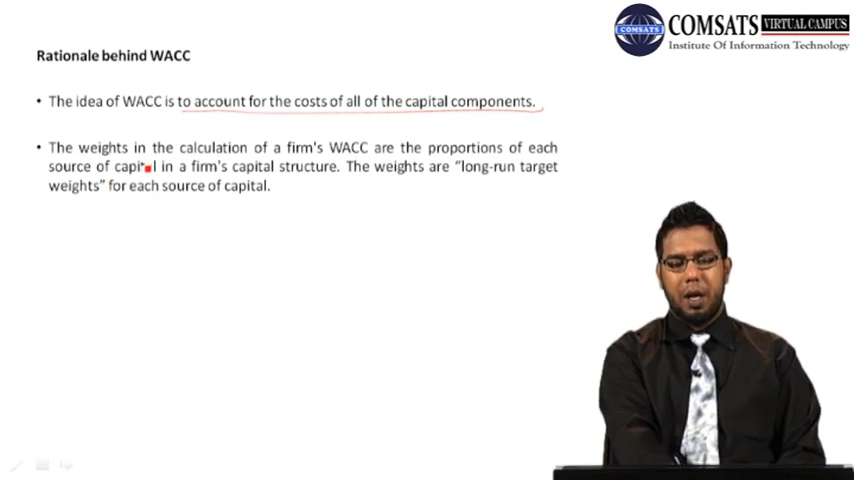 COMSATS VIRTUAL CAMPUS
COMSATS
Institute Of Information Technology
Rationale behind WACC
• The idea of WACC is to account for the costs of all of the capital components.
• The weights in the calculation of a firm's WACC are the proportions of each
source of capital in a firm's capital structure. The weights are “long-run target
weights” for each source of capital.